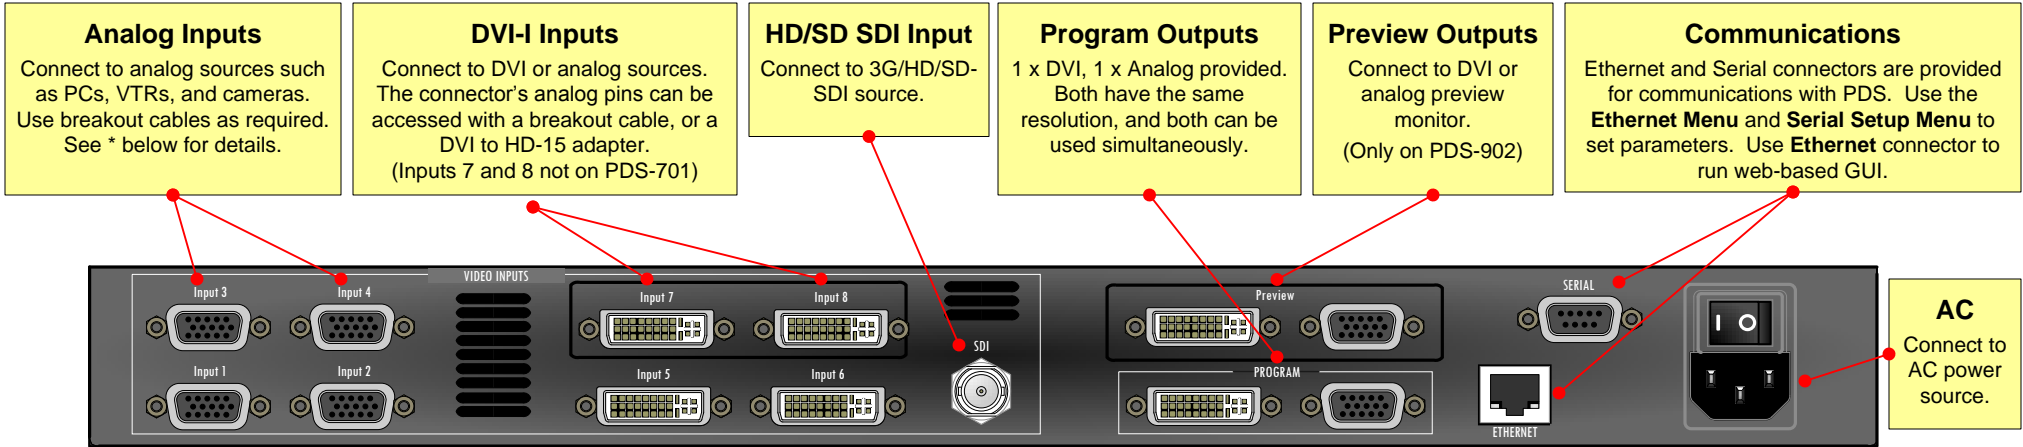 Analog Inputs
Connect to analog sources such
as PCs, VTRs, and cameras.
Use breakout cables as required.
See * below for details.
DVI-I Inputs
Connect to DVI or analog sources.
The connector's analog pins can be
accessed with a breakout cable, or a
DVI to HD-15 adapter.
(Inputs 7 and 8 not on PDS-701)
HD/SD SDI Input
Connect to 3G/HD/SD-
SDI source.
Program Outputs
1 x DVI, 1 x Analog provided.
Both have the same
resolution, and both can be
used simultaneously.
Preview Outputs
Connect to DVI or
analog preview
monitor.
(Only on PDS-902)
Communications
Ethernet and Serial connectors are provided
for communications with PDS. Use the
Ethernet Menu and Serial Setup Menu to
set parameters. Use Ethernet connector to
run web-based GUI.
VIDEO INPUTS
Input 3
Input 4
Input 7
Input 8
Preview
SERIAL
Input 1
Input 2
Input 5
Input 6
SDI
PROGRAM
ETHERNET
AC
Connect to
AC power
source.